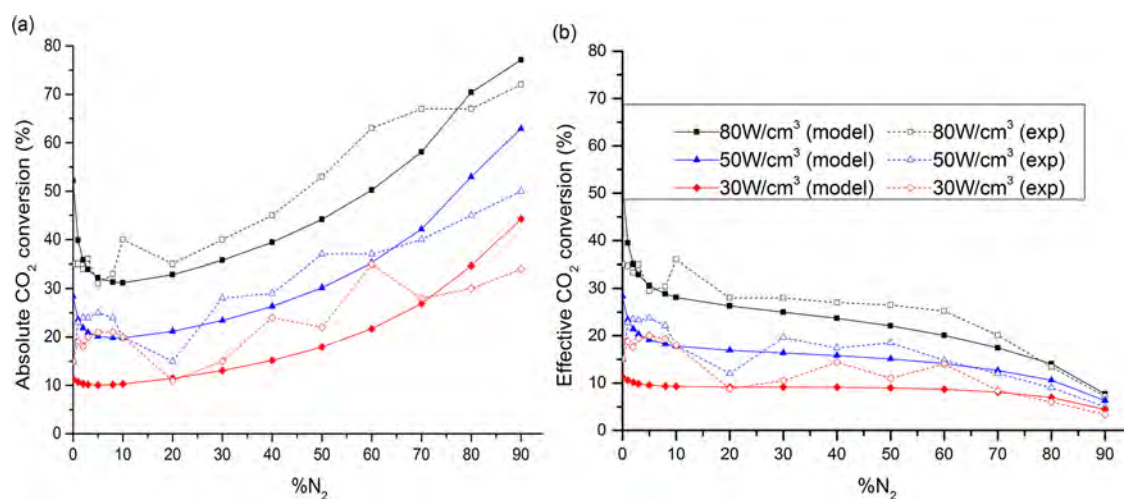 (a)
80
70
60
50
40
30
20
10
0
Absolute CO₂ conversion (%)
0 10 20 30 40 50 60 70 80 90
%N₂
(b)
80
70
60
50
40
30
20
10
0
Effective CO₂ conversion (%)
80W/cm³ (model) 80W/cm³ (exp)
50W/cm³ (model) 50W/cm³ (exp)
30W/cm³ (model) 30W/cm³ (exp)
0 10 20 30 40 50 60 70 80 90
%N₂